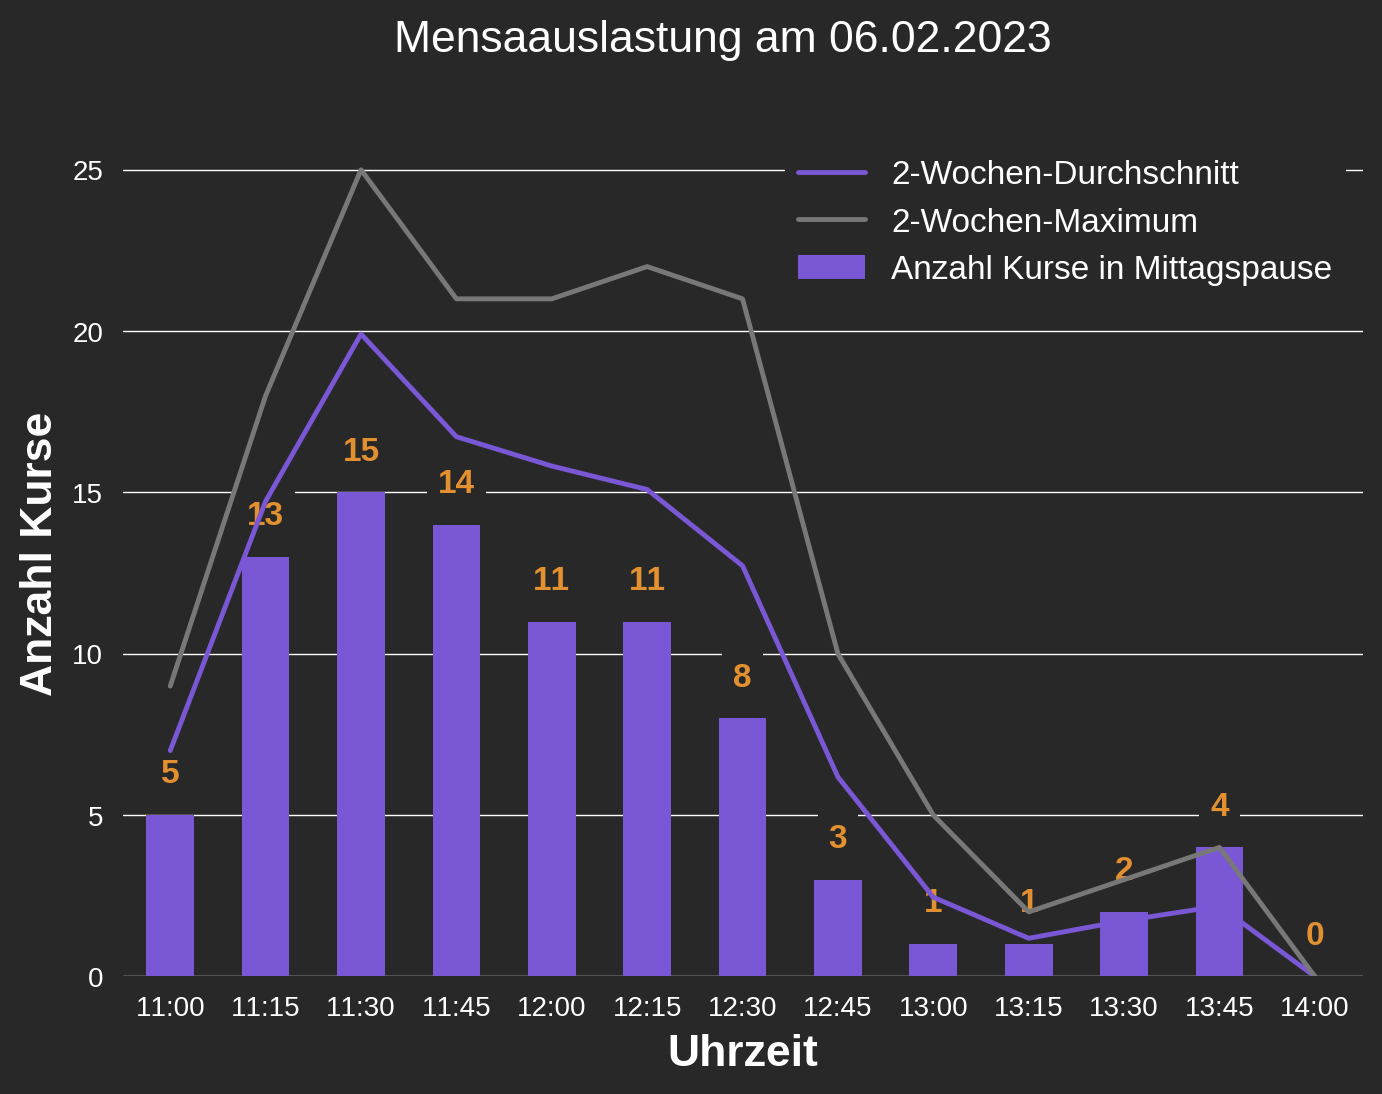 Mensaauslastung am 06.02.2023
2-Wochen-Durchschnitt
2-Wochen-Maximum
Anzahl Kurse in Mittagspause
Anzahl Kurse
25
20
15
10
5
0
5
13
15
14
11
11
8
3
1
1
2
4
0
11:00 11:15 11:30 11:45 12:00 12:15 12:30 12:45 13:00 13:15 13:30 13:45 14:00
Uhrzeit